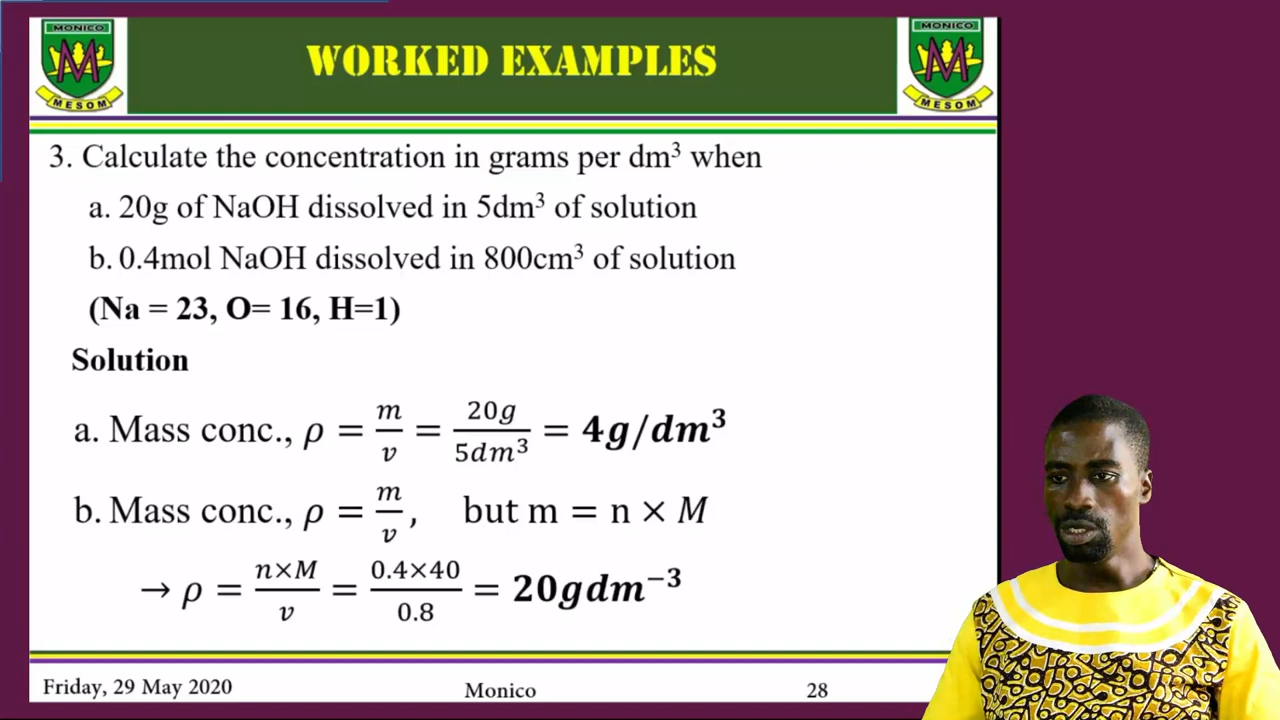 MONICO
MESOM
WORKED EXAMPLES
MONICO
MESOM
3. Calculate the concentration in grams per dm³ when
a. 20g of NaOH dissolved in 5dm³ of solution
b. 0.4mol NaOH dissolved in 800cm³ of solution
(Na = 23, O= 16, H=1)
Solution
a. Mass conc., ρ = m/v = 20g/5dm³ = 4g/dm³
b. Mass conc., ρ = m/v, but m = n × M
→ ρ = n×M/v = 0.4×40/0.8 = 20gdm⁻³
Friday, 29 May 2020 Monico 28